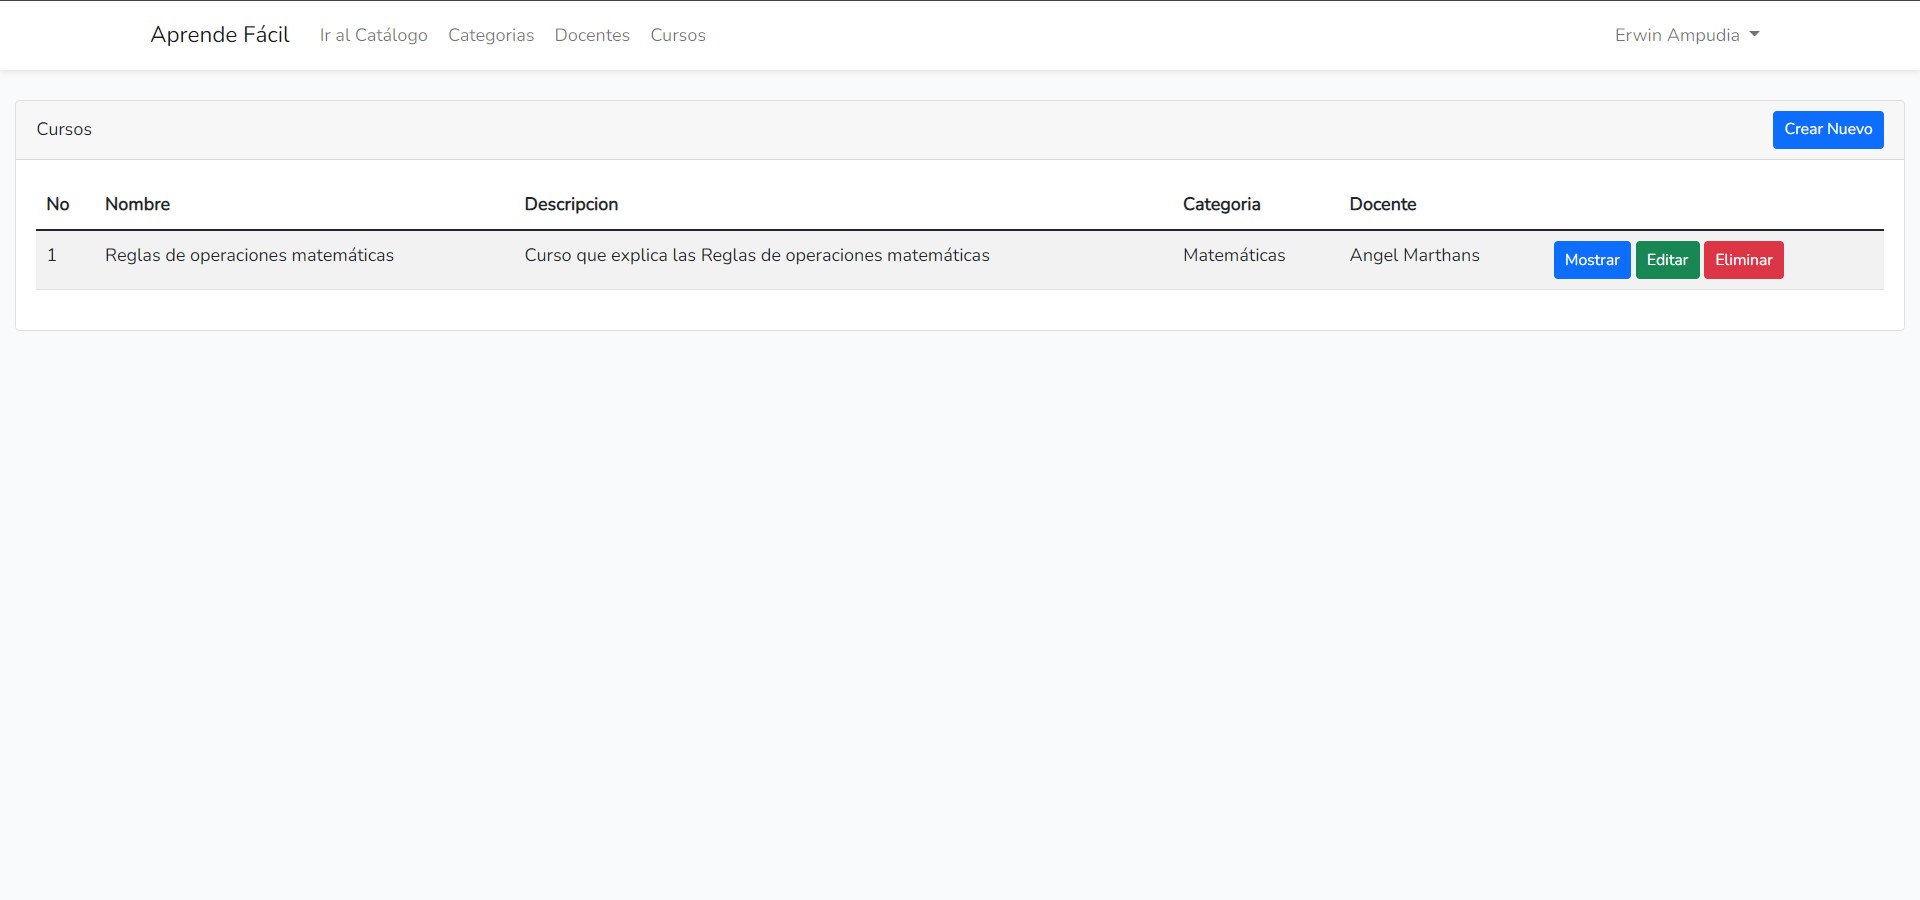 Aprende Fácil Ir al Catálogo Categorias Docentes Cursos Erwin Ampudia
Cursos Crear Nuevo
No Nombre Descripcion Categoria Docente
1 Reglas de operaciones matemáticas Curso que explica las Reglas de operaciones matemáticas Matemáticas Angel Marthans Mostrar Editar Eliminar